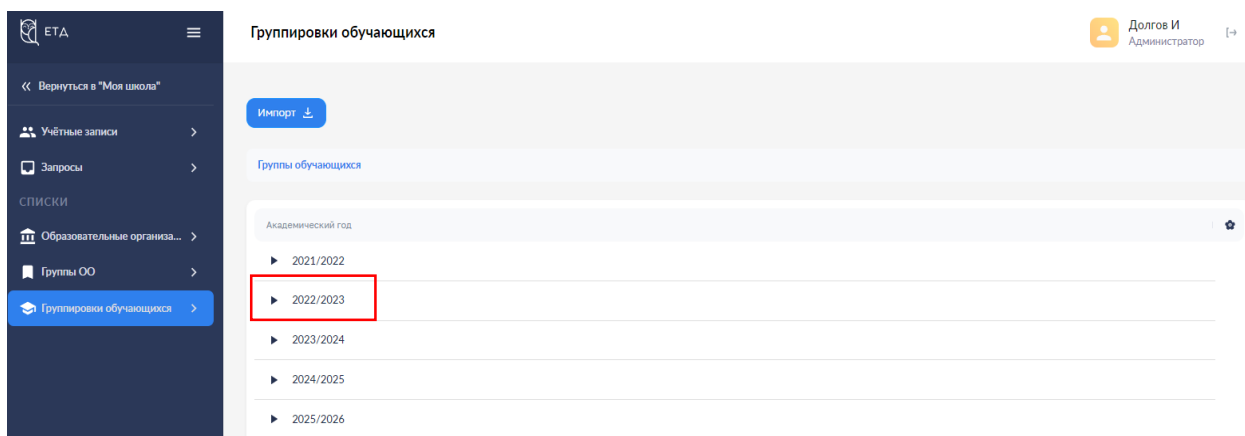 ЕТД
Группировки обучающихся
Долгов И
Администратор
Вернуться в "Моя школа"
Импорт
Учётные записи
Группы обучающихся
Запросы
СПИСКИ
Академический год
Образовательные организа...
2021/2022
Группы ОО
2022/2023
Группировки обучающихся
2023/2024
2024/2025
2025/2026